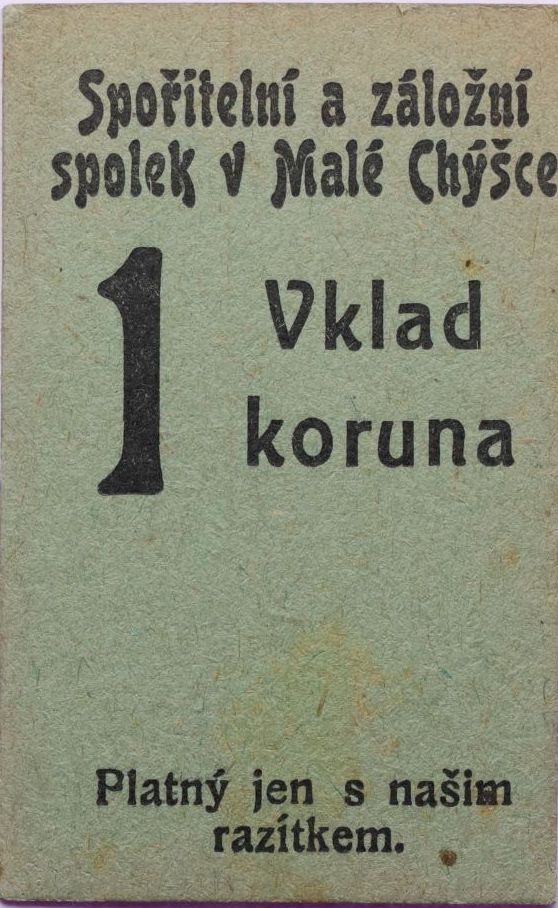 Spořitelní a záložní
spolek v Malé Chýšce
1 Vklad
koruna
Platný jen s našim
razítkem.